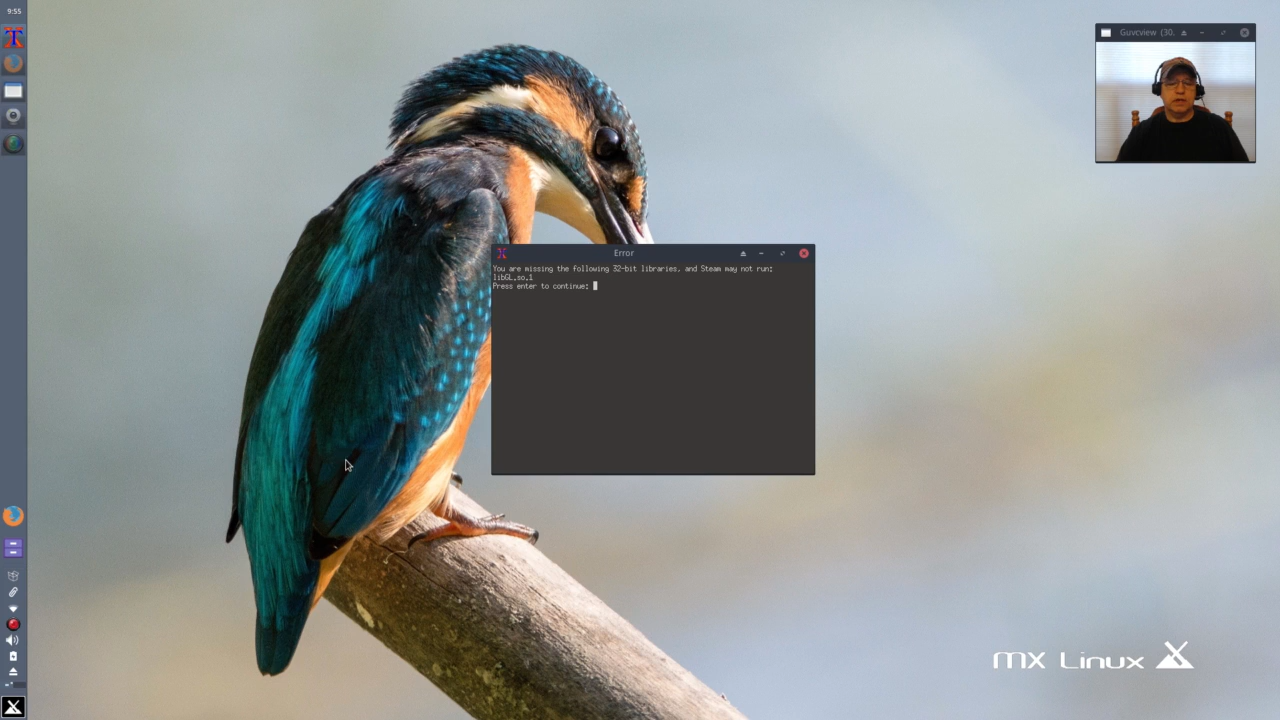 9:55
Guvcview (30.
Error
You are missing the following 32-bit libraries, and Steam may not run:
libGL.so.1
Press enter to continue:
MX Linux